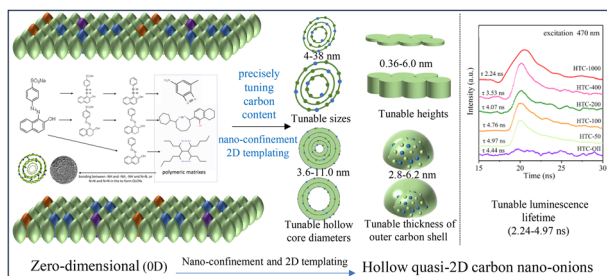 SO₃Na
OH
polymeric matrixes
precisely
tuning
carbon
content
nano-confinement
2D templating
4-38 nm
Tunable sizes
0.36-6.0 nm
Tunable heights
3.6-11.0 nm
Tunable hollow
core diameters
2.8-6.2 nm
Tunable thickness of
outer carbon shell
excitation 470 nm
Intensity (a.u.)
τ 2.24 ns
HTC-1000
τ 3.53 ns
HTC-400
τ 4.07 ns
HTC-200
τ 4.76 ns
HTC-100
τ 4.97 ns
HTC-50
τ 4.44 ns
HTC-OII
15 20 25 30
Time (ns)
Tunable luminescence
lifetime
(2.24-4.97 ns)
Zero-dimensional (0D)
Nano-confinement and 2D templating
Hollow quasi-2D carbon nano-onions